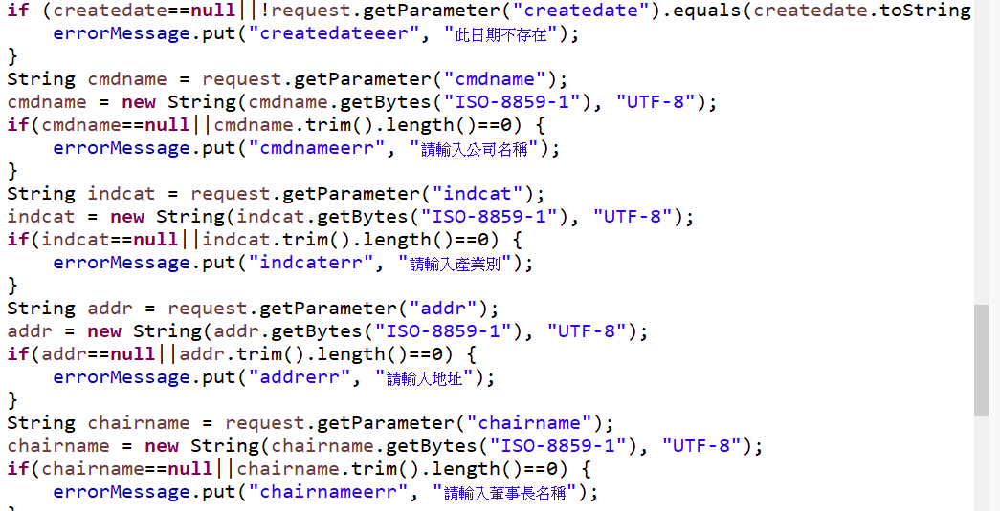 if (createdate==null||!request.getParameter("createdate").equals(createdate.toString
    errorMessage.put("createdateeer", "此日期不存在");
}
String cmdname = request.getParameter("cmdname");
cmdname = new String(cmdname.getBytes("ISO-8859-1"), "UTF-8");
if(cmdname==null||cmdname.trim().length()==0) {
    errorMessage.put("cmdnameerr", "請輸入公司名稱");
}
String indcat = request.getParameter("indcat");
indcat = new String(indcat.getBytes("ISO-8859-1"), "UTF-8");
if(indcat==null||indcat.trim().length()==0) {
    errorMessage.put("indcaterr", "請輸入產業別");
}
String addr = request.getParameter("addr");
addr = new String(addr.getBytes("ISO-8859-1"), "UTF-8");
if(addr==null||addr.trim().length()==0) {
    errorMessage.put("addrerr", "請輸入地址");
}
String chairname = request.getParameter("chairname");
chairname = new String(chairname.getBytes("ISO-8859-1"), "UTF-8");
if(chairname==null||chairname.trim().length()==0) {
    errorMessage.put("chairnameerr", "請輸入董事長名稱");
}